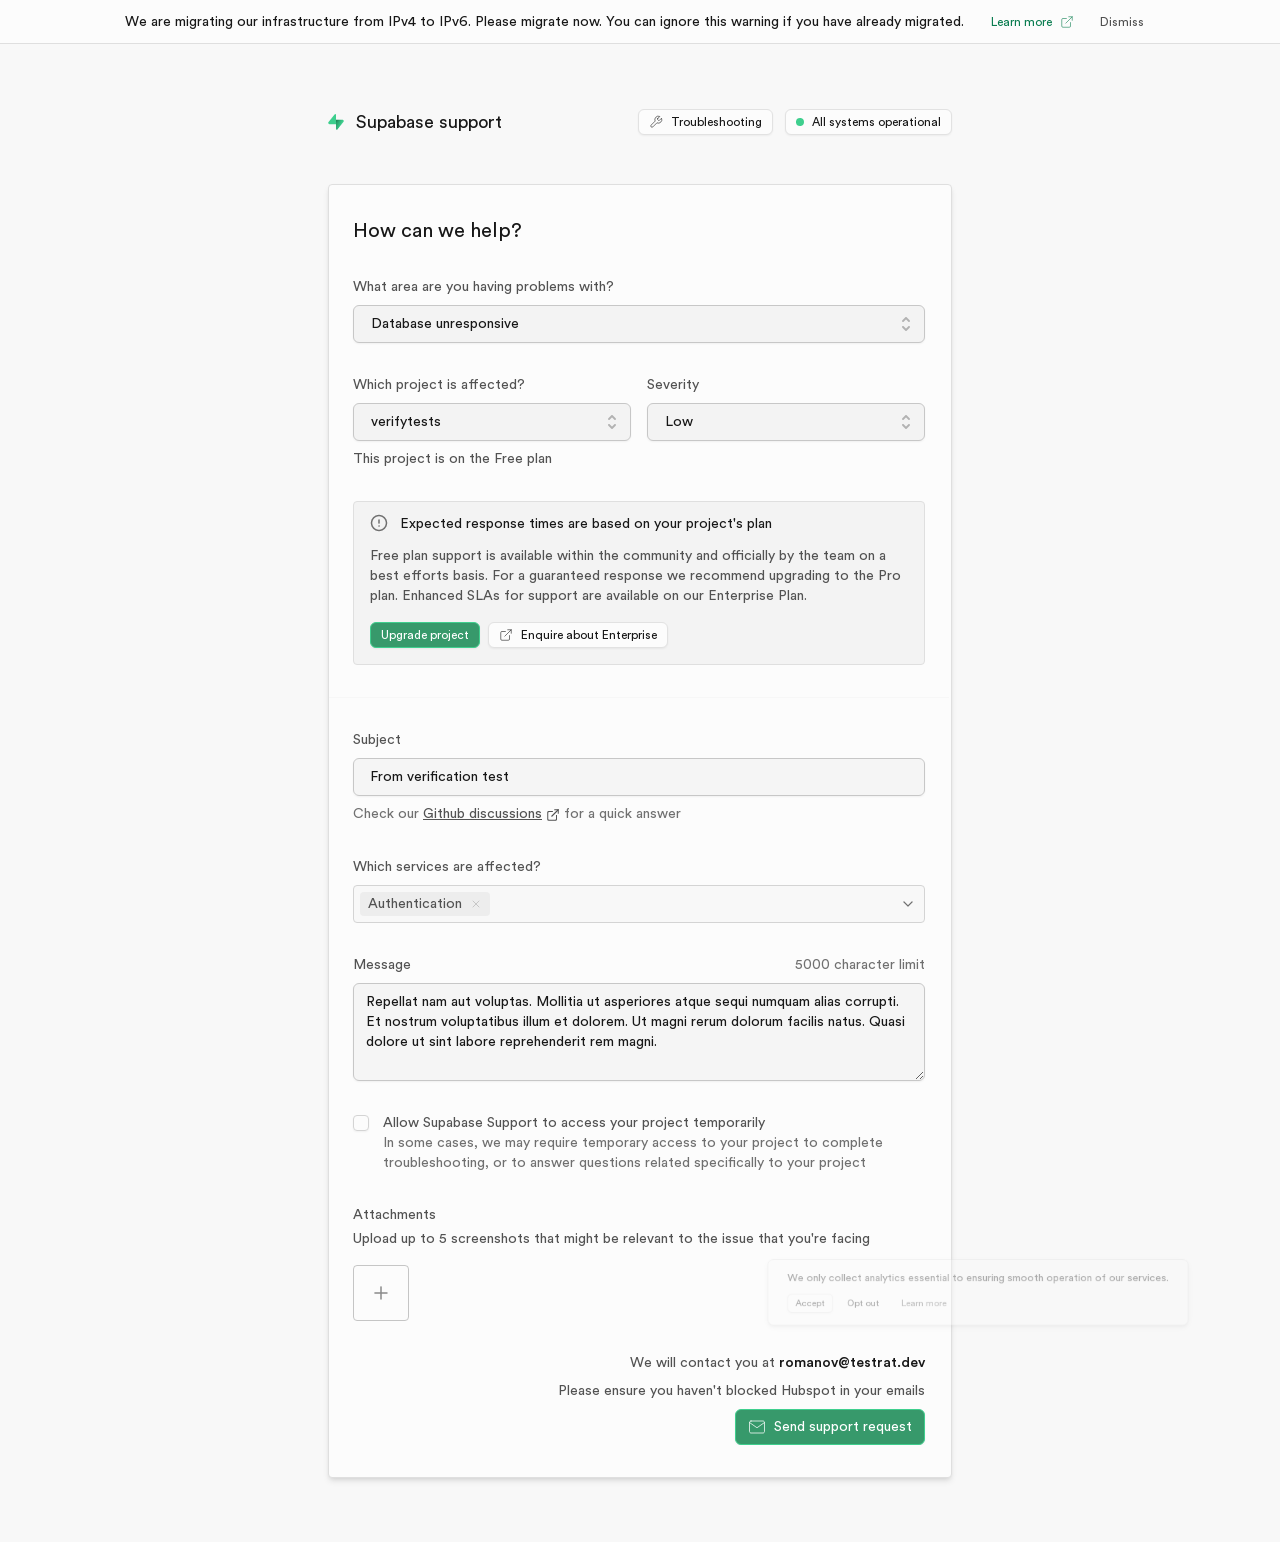 We are migrating our infrastructure from IPv4 to IPv6. Please migrate now. You can ignore this warning if you have already migrated. Learn more Dismiss
Supabase support
Troubleshooting
All systems operational
How can we help?
What area are you having problems with?
Database unresponsive
Which project is affected?
Severity
verifytests
Low
This project is on the Free plan
Expected response times are based on your project's plan
Free plan support is available within the community and officially by the team on a
best efforts basis. For a guaranteed response we recommend upgrading to the Pro
plan. Enhanced SLAs for support are available on our Enterprise Plan.
Upgrade project
Enquire about Enterprise
Subject
From verification test
Check our Github discussions for a quick answer
Which services are affected?
Authentication
Message
5000 character limit
Repellat nam aut voluptas. Mollitia ut asperiores atque sequi numquam alias corrupti.
Et nostrum voluptatibus illum et dolorem. Ut magni rerum dolorum facilis natus. Quasi
dolore ut sint labore reprehenderit rem magni.
Allow Supabase Support to access your project temporarily
In some cases, we may require temporary access to your project to complete
troubleshooting, or to answer questions related specifically to your project
Attachments
Upload up to 5 screenshots that might be relevant to the issue that you're facing
We only collect analytics essential to ensuring smooth operation of our services.
Accept Opt out Learn more
We will contact you at romanov@testrat.dev
Please ensure you haven't blocked Hubspot in your emails
Send support request